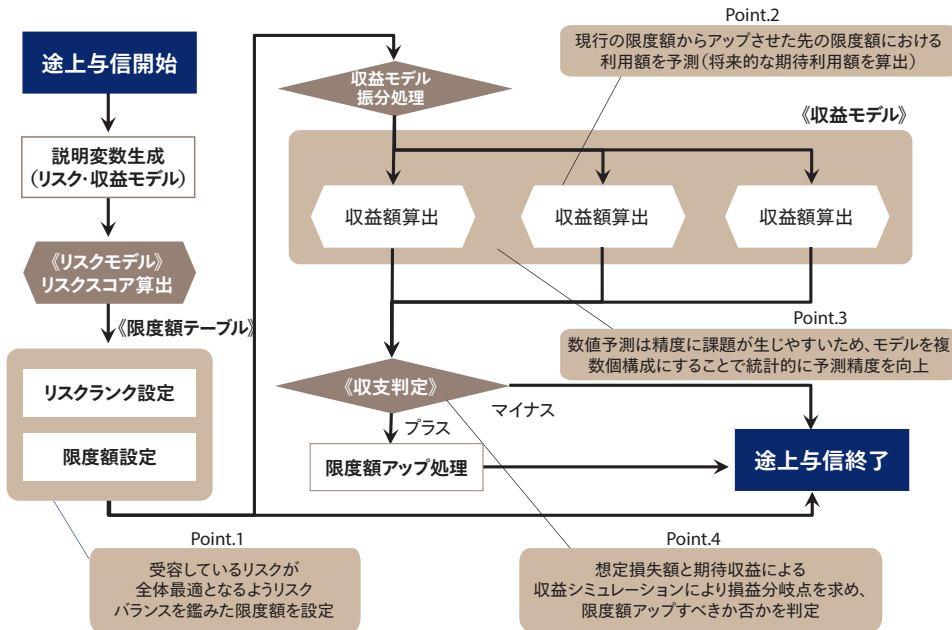 途上与信開始
説明変数生成
(リスク・収益モデル)
《リスクモデル》
リスクスコア算出
《限度額テーブル》
リスクランク設定
限度額設定
Point.1
受容しているリスクが
全体最適となるようリスク
バランスを鑑みた限度額を設定
収益モデル
振分処理
Point.2
現行の限度額からアップさせた先の限度額における
利用額を予測(将来的な期待利用額を算出)
《収益モデル》
収益額算出
収益額算出
収益額算出
Point.3
数値予測は精度に課題が生じやすいため、モデルを複
数個構成にすることで統計的に予測精度を向上
《収支判定》
マイナス
プラス
限度額アップ処理
途上与信終了
Point.4
想定損失額と期待収益による
収益シミュレーションにより損益分岐点を求め、
限度額アップすべきか否かを判定